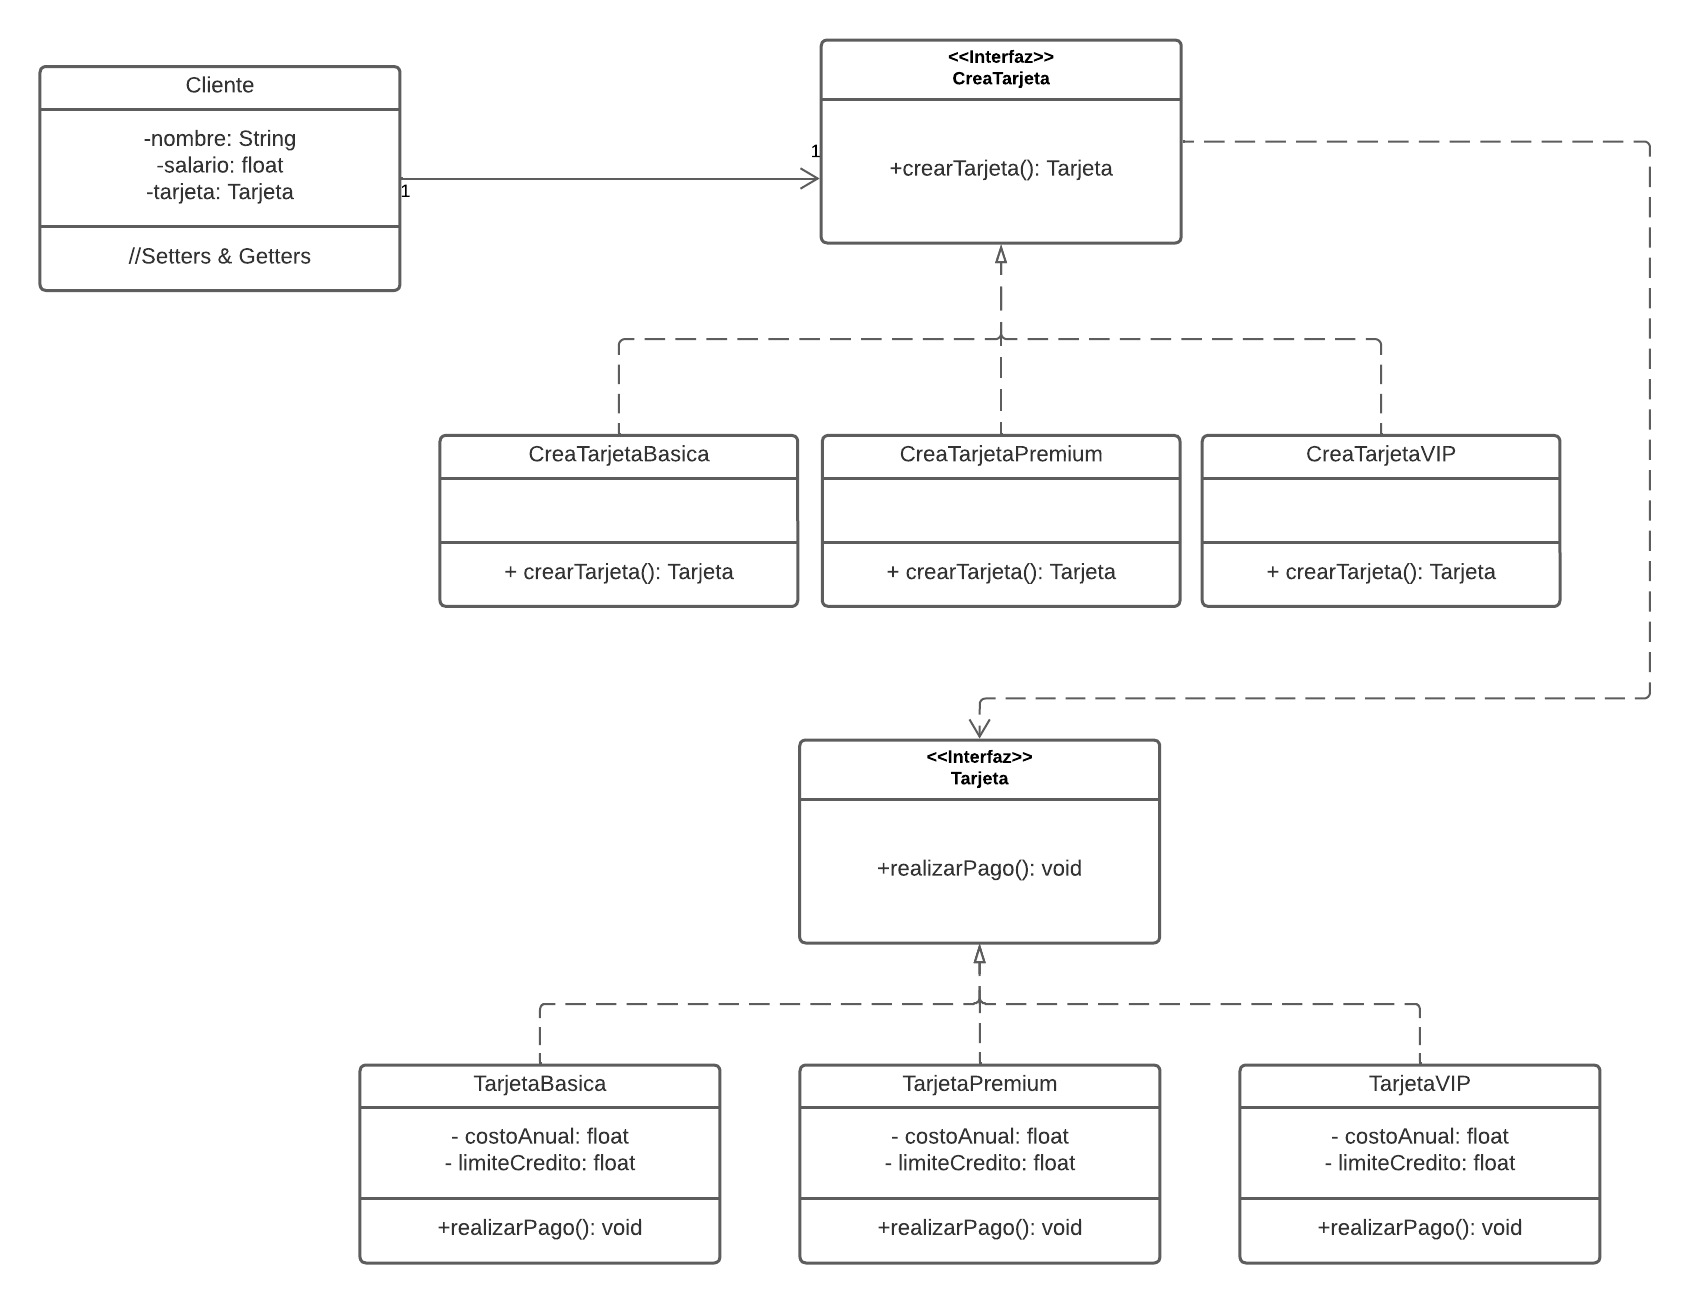 Cliente
-nombre: String
-salario: float
-tarjeta: Tarjeta
//Setters & Getters
1
1
<<Interfaz>>
CreaTarjeta
+crearTarjeta(): Tarjeta
CreaTarjetaBasica
+ crearTarjeta(): Tarjeta
CreaTarjetaPremium
+ crearTarjeta(): Tarjeta
CreaTarjetaVIP
+ crearTarjeta(): Tarjeta
<<Interfaz>>
Tarjeta
+realizarPago(): void
TarjetaBasica
- costoAnual: float
- limiteCredito: float
+realizarPago(): void
TarjetaPremium
- costoAnual: float
- limiteCredito: float
+realizarPago(): void
TarjetaVIP
- costoAnual: float
- limiteCredito: float
+realizarPago(): void